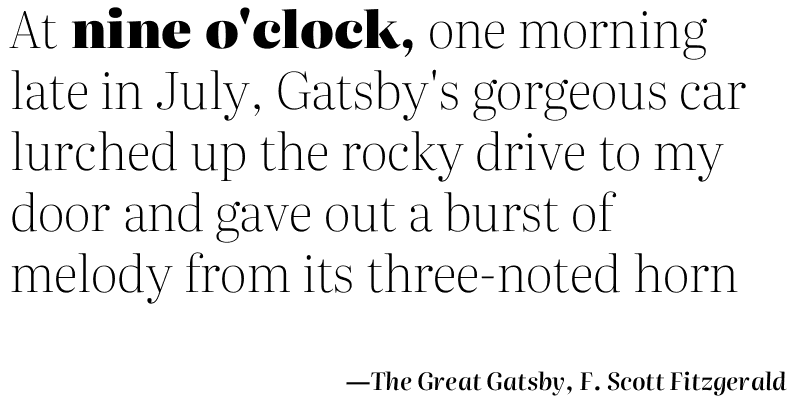 At nine o'clock, one morning
late in July, Gatsby's gorgeous car
lurched up the rocky drive to my
door and gave out a burst of
melody from its three-noted horn
—The Great Gatsby, F. Scott Fitzgerald